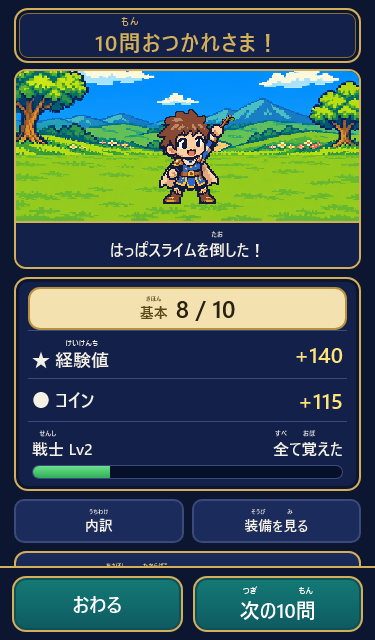 10問おつかれさま！
はっぱスライムを倒した！
基本 8 / 10
★ 経験値 +140
● コイン +115
戦士 Lv2 全て覚えた
内訳 装備を見る
おわる 次の10問